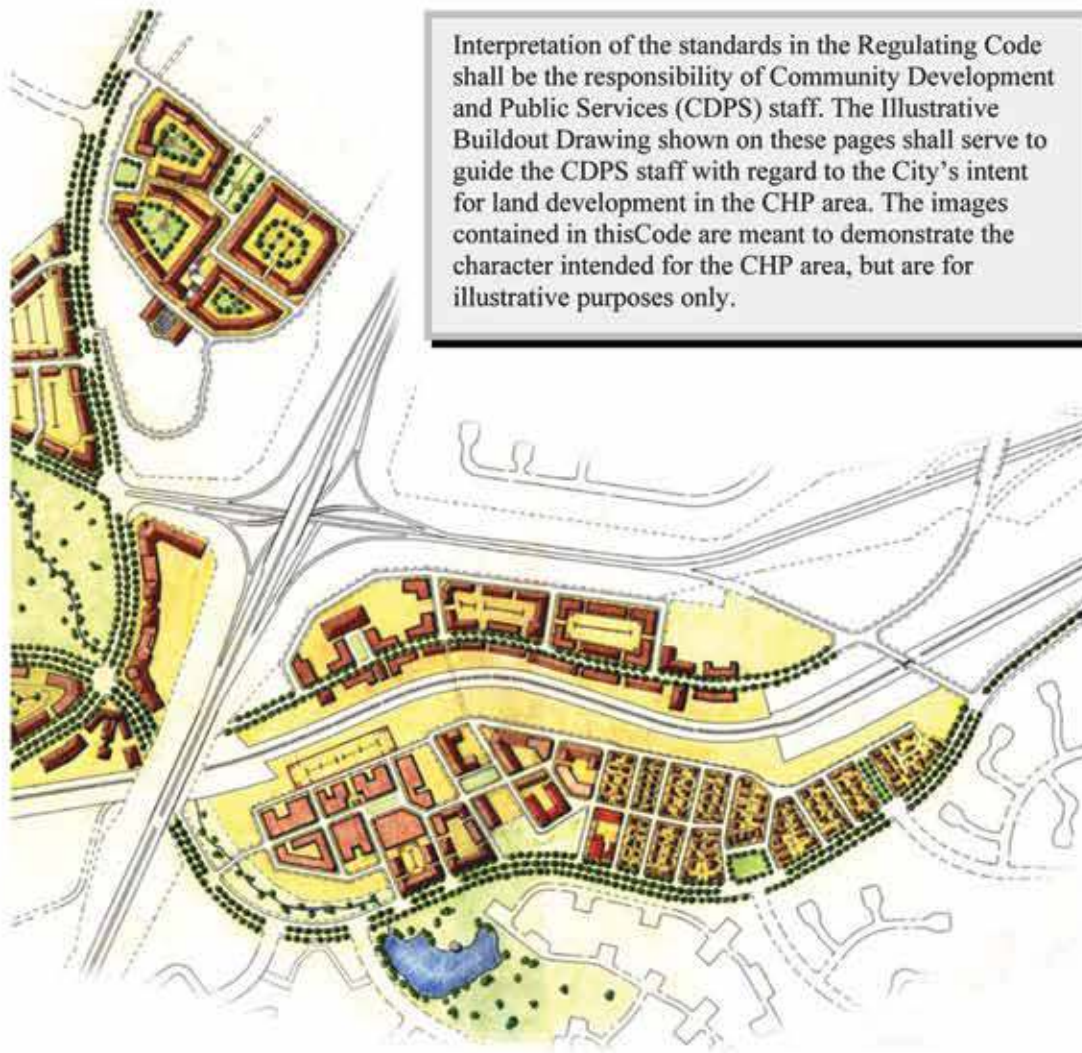 Interpretation of the standards in the Regulating Code
shall be the responsibility of Community Development
and Public Services (CDPS) staff. The Illustrative
Buildout Drawing shown on these pages shall serve to
guide the CDPS staff with regard to the City’s intent
for land development in the CHP area. The images
contained in thisCode are meant to demonstrate the
character intended for the CHP area, but are for
illustrative purposes only.